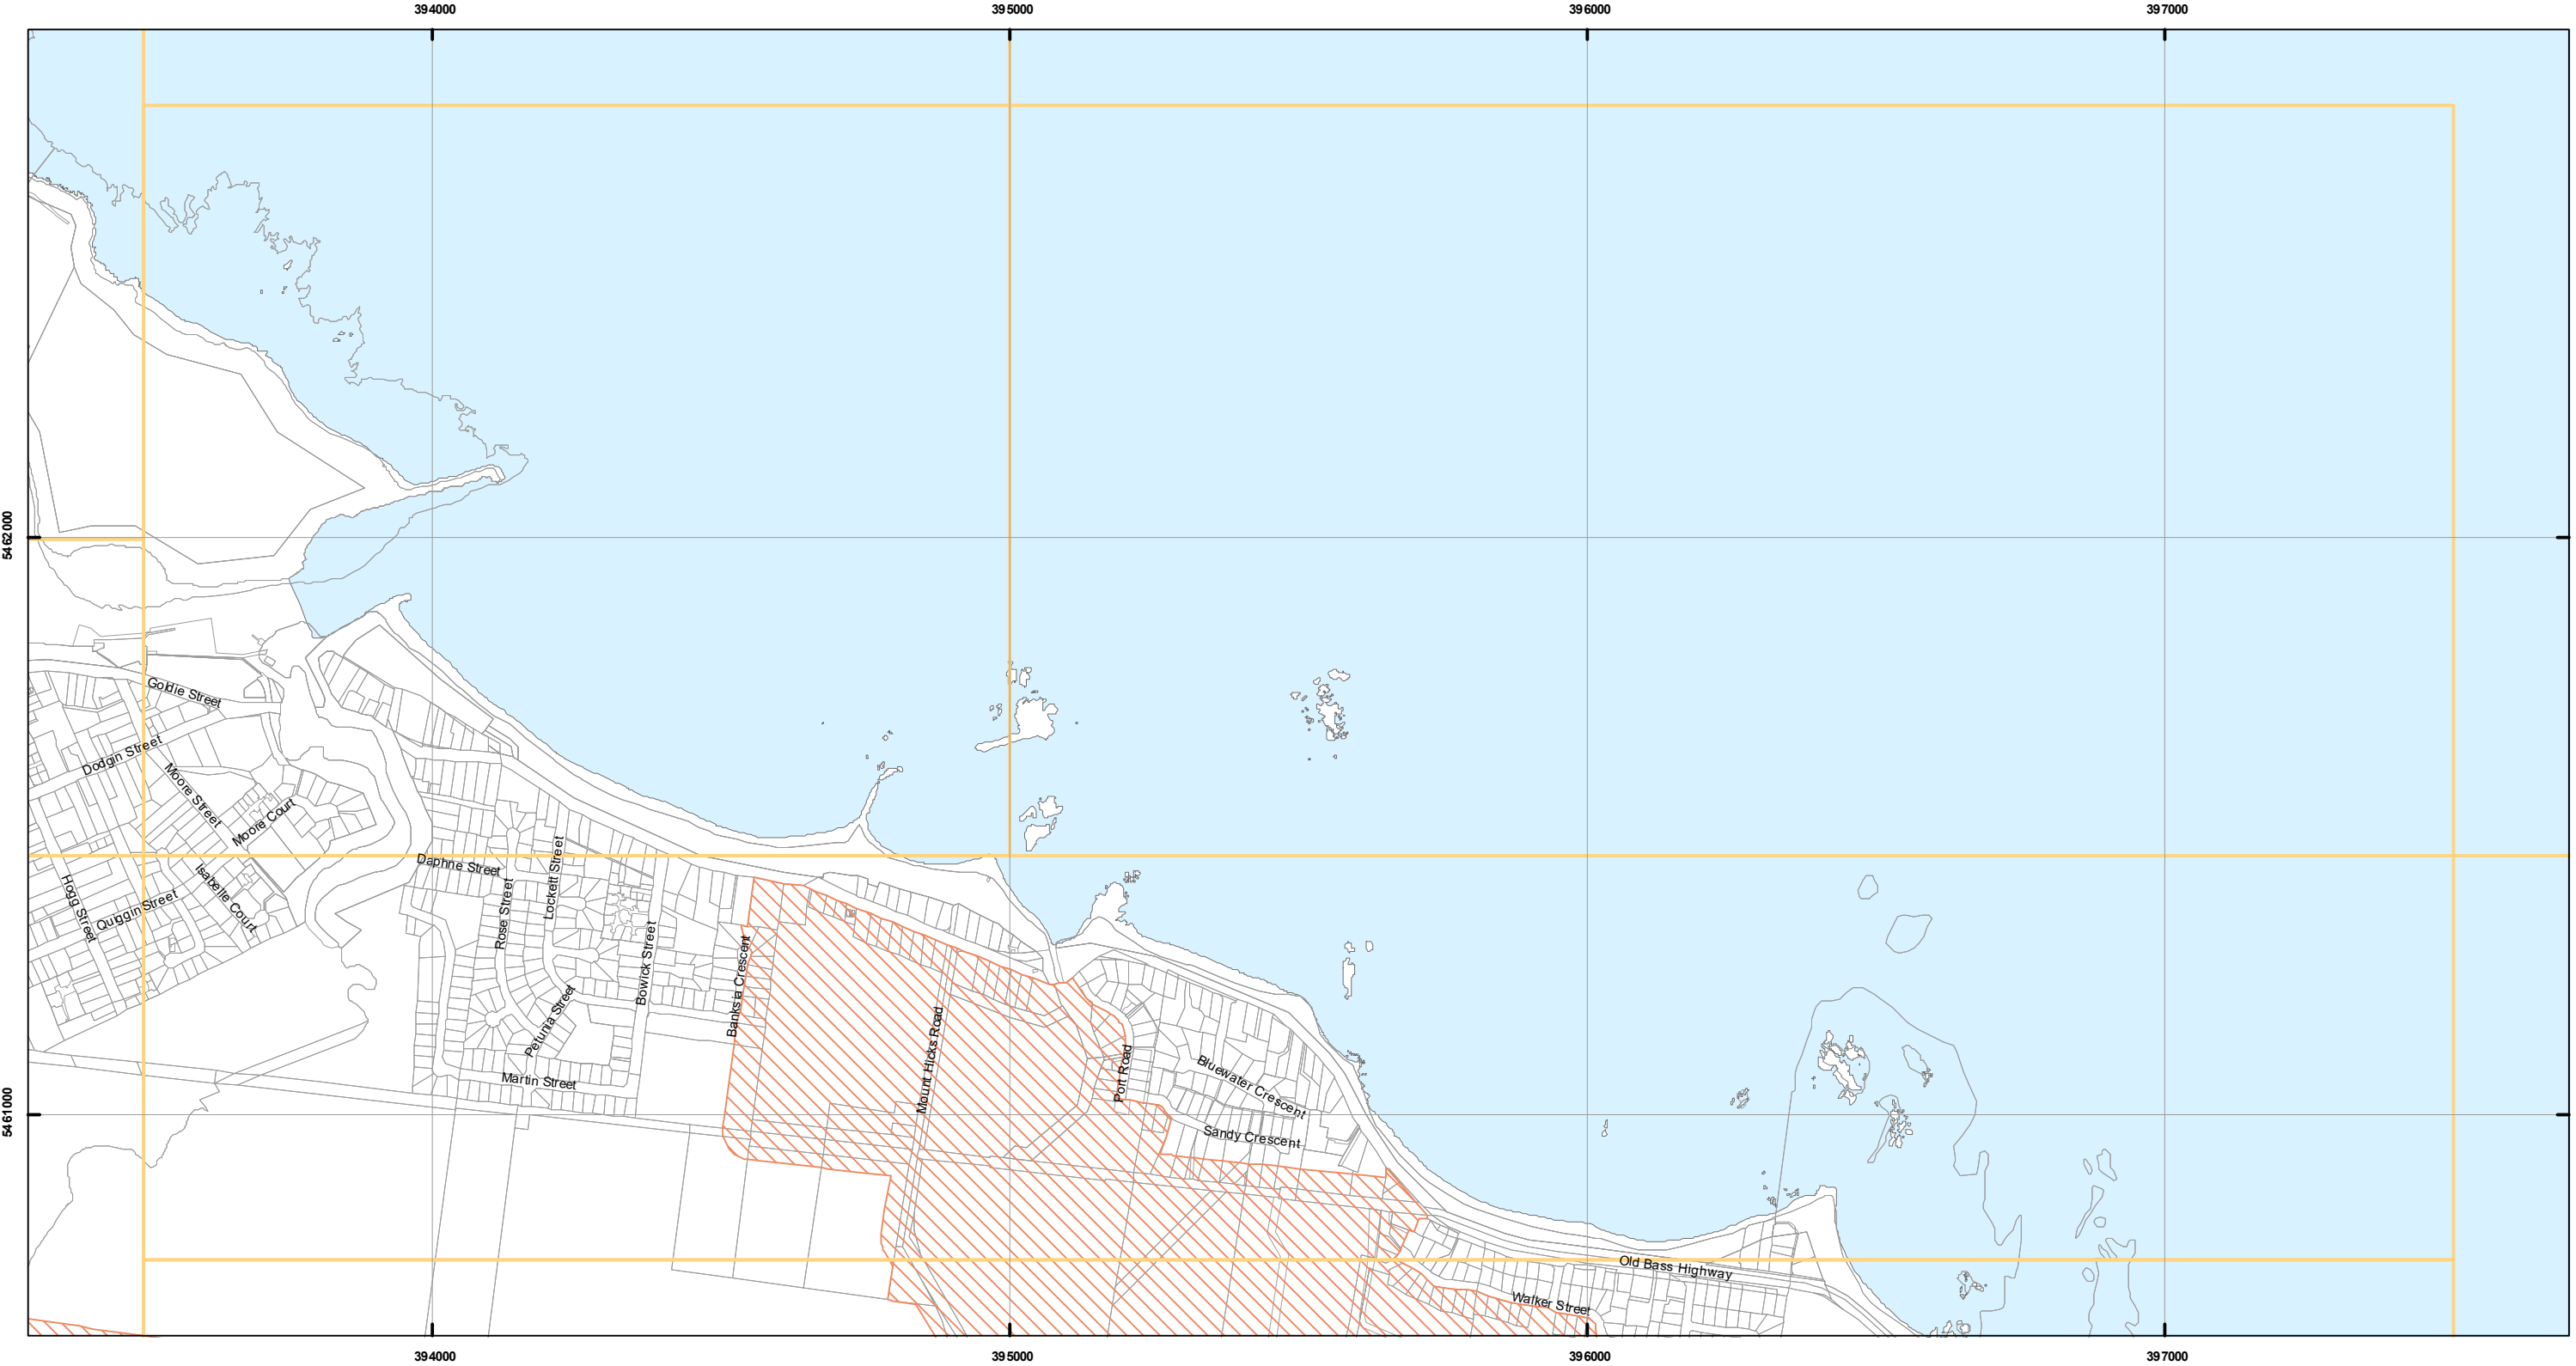 394000 395000 396000 397000
5462000
Goldie Street
Dodgin Street
Moore Street
Moore Court
Daphne Street
Lockett Street
Isabelle Court
Hogg Street
Quiggin Street
Rose Street
Bowick Street
Banksia Crescent
Petunia Street
Mount Hicks Road
Port Road
Bluewater Crescent
Martin Street
5461000
Sandy Crescent
Old Bass Highway
Walker Street
394000 395000 396000 397000